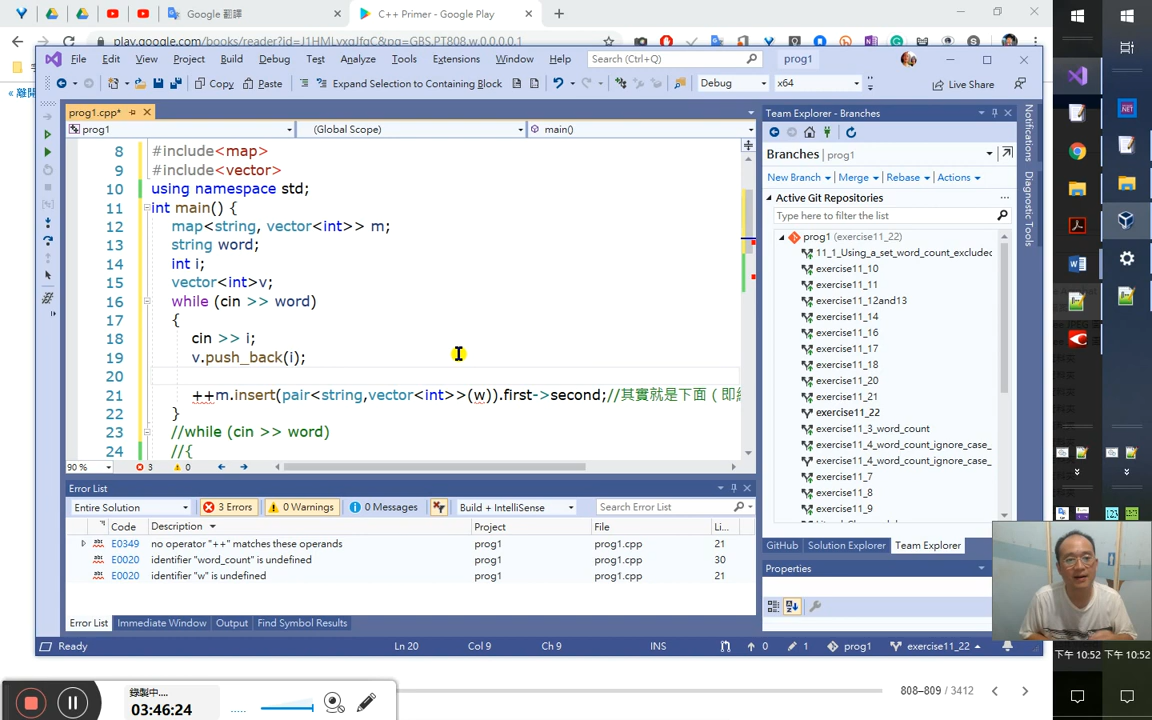 Google 翻譯
C++ Primer - Google Play
play.google.com/books/reader?id=J1HMLyxqJfgC&pg=GBS.PT808.w.0.0.0.0.1
File Edit View Project Build Debug Test Analyze Tools Extensions Window Help Search (Ctrl+Q) prog1
Copy Paste Expand Selection to Containing Block Debug x64 Live Share
prog1.cpp*
prog1 (Global Scope) main()
8 #include<map>
9 #include<vector>
10 using namespace std;
11 int main() {
12 map<string, vector<int>> m;
13 string word;
14 int i;
15 vector<int>v;
16 while (cin >> word)
17 {
18 cin >> i;
19 v.push_back(i);
20
21 ++m.insert(pair<string,vector<int>>(w)).first->second;//其實就是下面（即
22 }
23 //while (cin >> word)
24 //{
90 % 3 0
Error List
Entire Solution 3 Errors 0 Warnings 0 Messages Build + IntelliSense Search Error List
Code Description Project File Li...
E0349 no operator "++" matches these operands prog1 prog1.cpp 21
E0020 identifier "word_count" is undefined prog1 prog1.cpp 30
E0020 identifier "w" is undefined prog1 prog1.cpp 21
Error List Immediate Window Output Find Symbol Results
Ready Ln 20 Col 9 Ch 9 INS 0 1 prog1 exercise11_22
Team Explorer - Branches
Branches prog1
New Branch Merge Rebase Actions
Active Git Repositories
Type here to filter the list
prog1 (exercise11_22)
11_1_Using_a_set_word_count_excluded
exercise11_10
exercise11_11
exercise11_12and13
exercise11_14
exercise11_16
exercise11_17
exercise11_18
exercise11_20
exercise11_21
exercise11_22
exercise11_3_word_count
exercise11_4_word_count_ignore_case_
exercise11_4_word_count_ignore_case_
exercise11_7
exercise11_8
exercise11_9
GitHub Solution Explorer Team Explorer
Properties
Notifications
Diagnostic Tools
下午 10:52 下午 10:52
錄製中....
03:46:24
808–809 / 3412